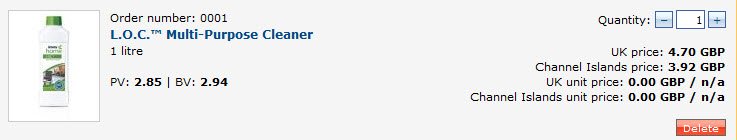 Order number: 0001
L.O.C.™ Multi-Purpose Cleaner
1 litre
PV: 2.85 | BV: 2.94
Quantity: − 1 +
UK price: 4.70 GBP
Channel Islands price: 3.92 GBP
UK unit price: 0.00 GBP / n/a
Channel Islands unit price: 0.00 GBP / n/a
Delete
home